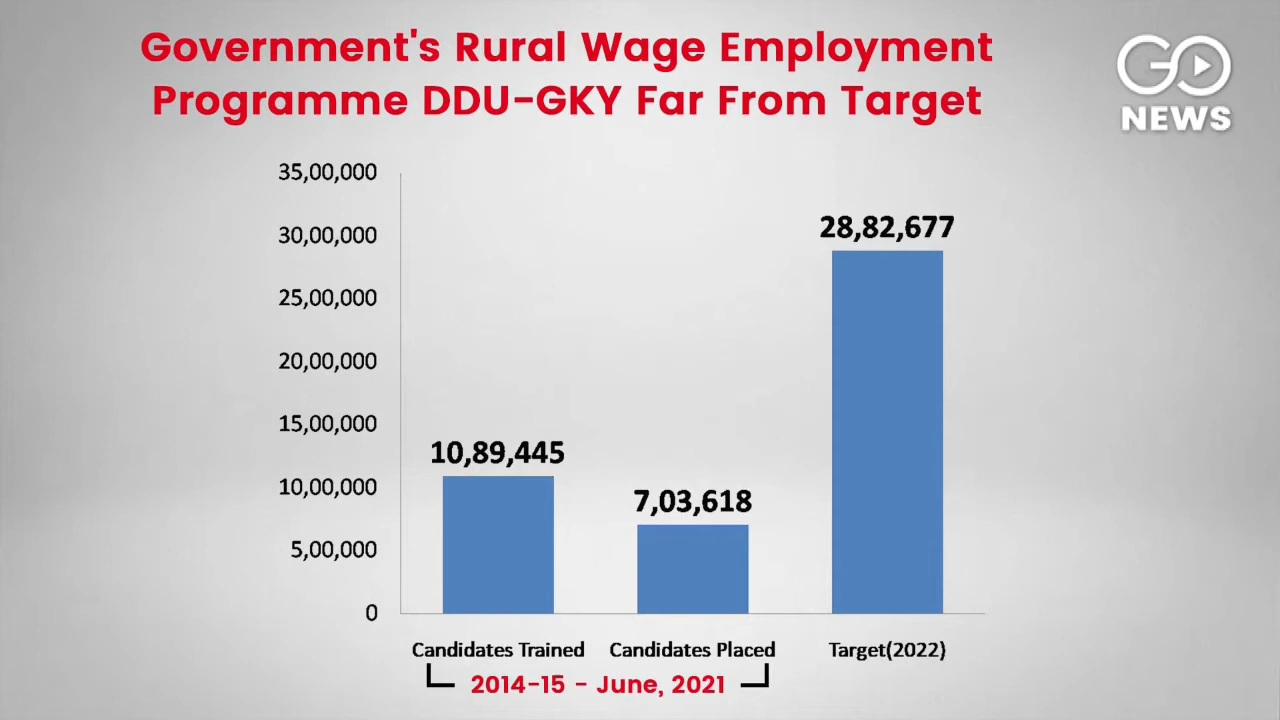 Government's Rural Wage Employment
Programme DDU-GKY Far From Target
GO
NEWS
35,00,000
30,00,000
25,00,000
20,00,000
15,00,000
10,00,000
5,00,000
0
10,89,445
7,03,618
28,82,677
Candidates Trained
Candidates Placed
Target(2022)
2014-15 - June, 2021